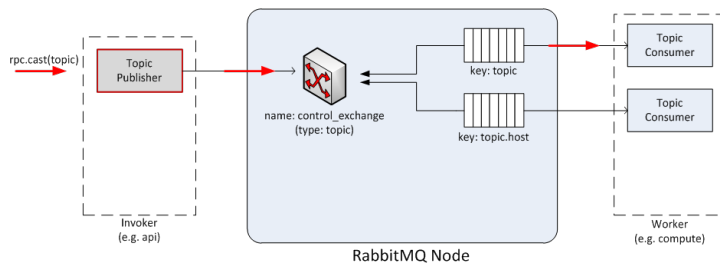 rpc.cast(topic)
Topic
Publisher
name: control_exchange
(type: topic)
key: topic
key: topic.host
Topic
Consumer
Topic
Consumer
Invoker
(e.g. api)
Worker
(e.g. compute)
RabbitMQ Node